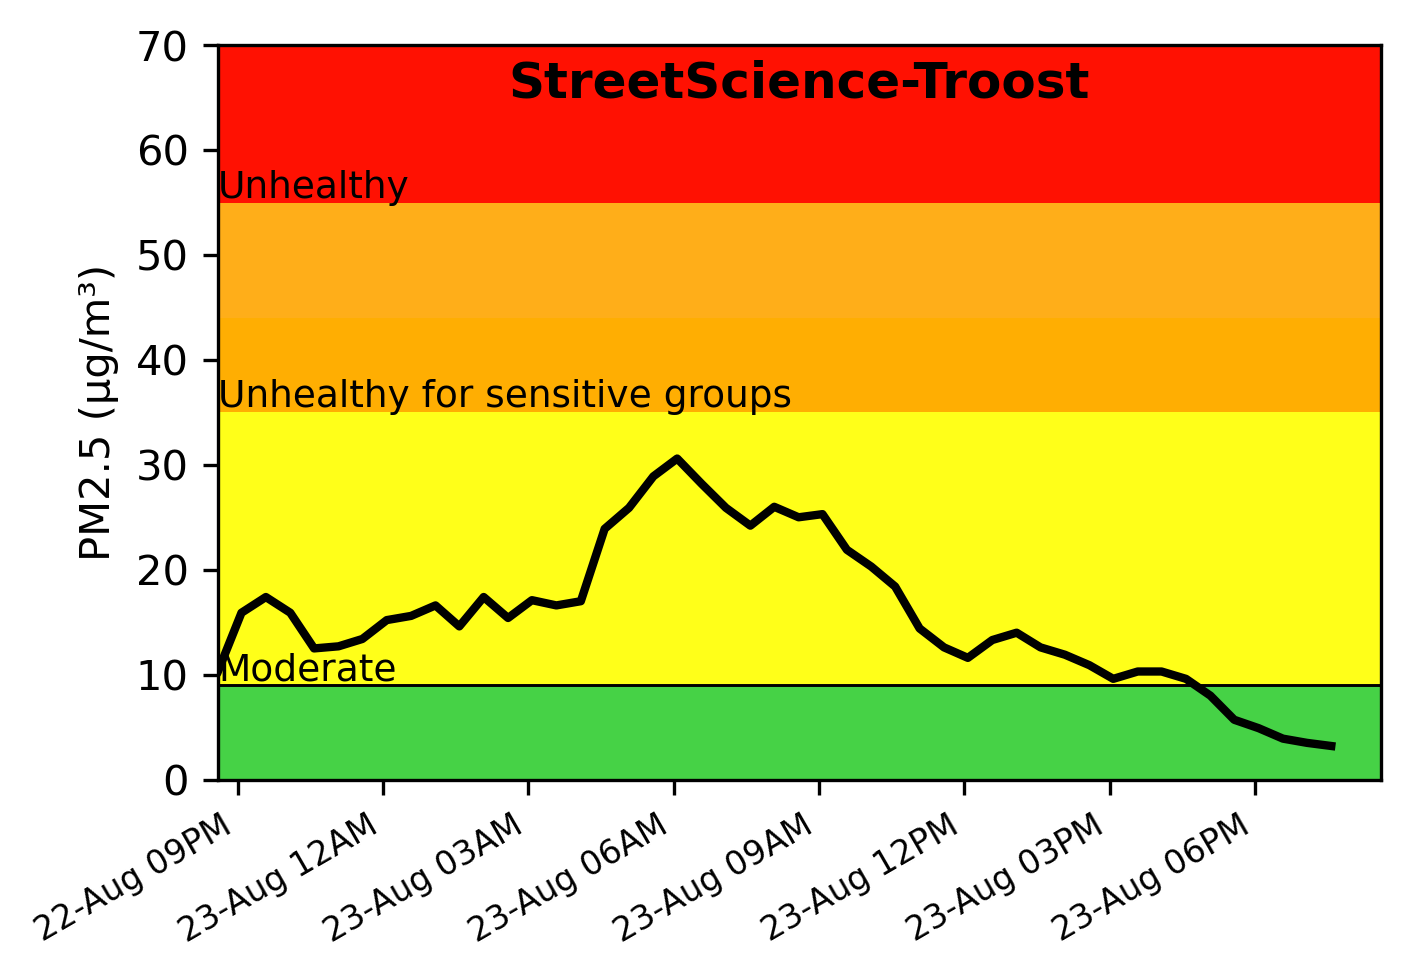 StreetScience-Troost
PM2.5 (µg/m³)
70
60
50
40
30
20
10
0
Unhealthy
Unhealthy for sensitive groups
Moderate
22-Aug 09PM
23-Aug 12AM
23-Aug 03AM
23-Aug 06AM
23-Aug 09AM
23-Aug 12PM
23-Aug 03PM
23-Aug 06PM